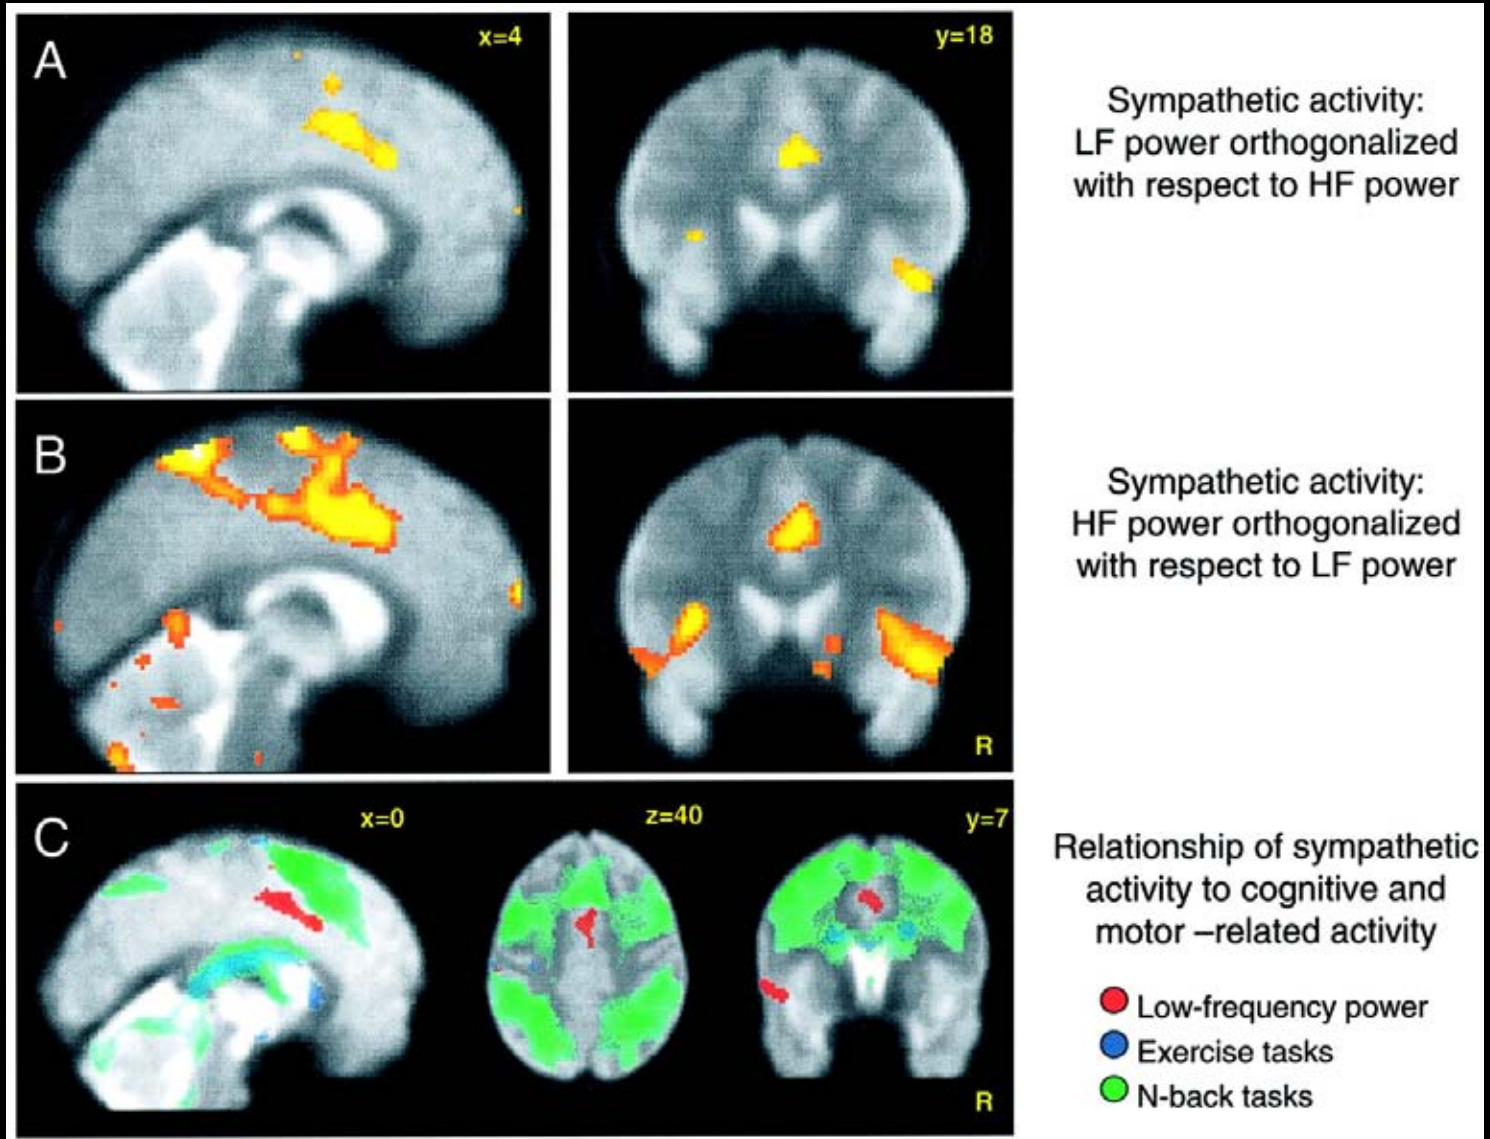 A
x=4
y=18
Sympathetic activity:
LF power orthogonalized
with respect to HF power
B
R
Sympathetic activity:
HF power orthogonalized
with respect to LF power
C
x=0
z=40
y=7
R
Relationship of sympathetic
activity to cognitive and
motor –related activity
Low-frequency power
Exercise tasks
N-back tasks